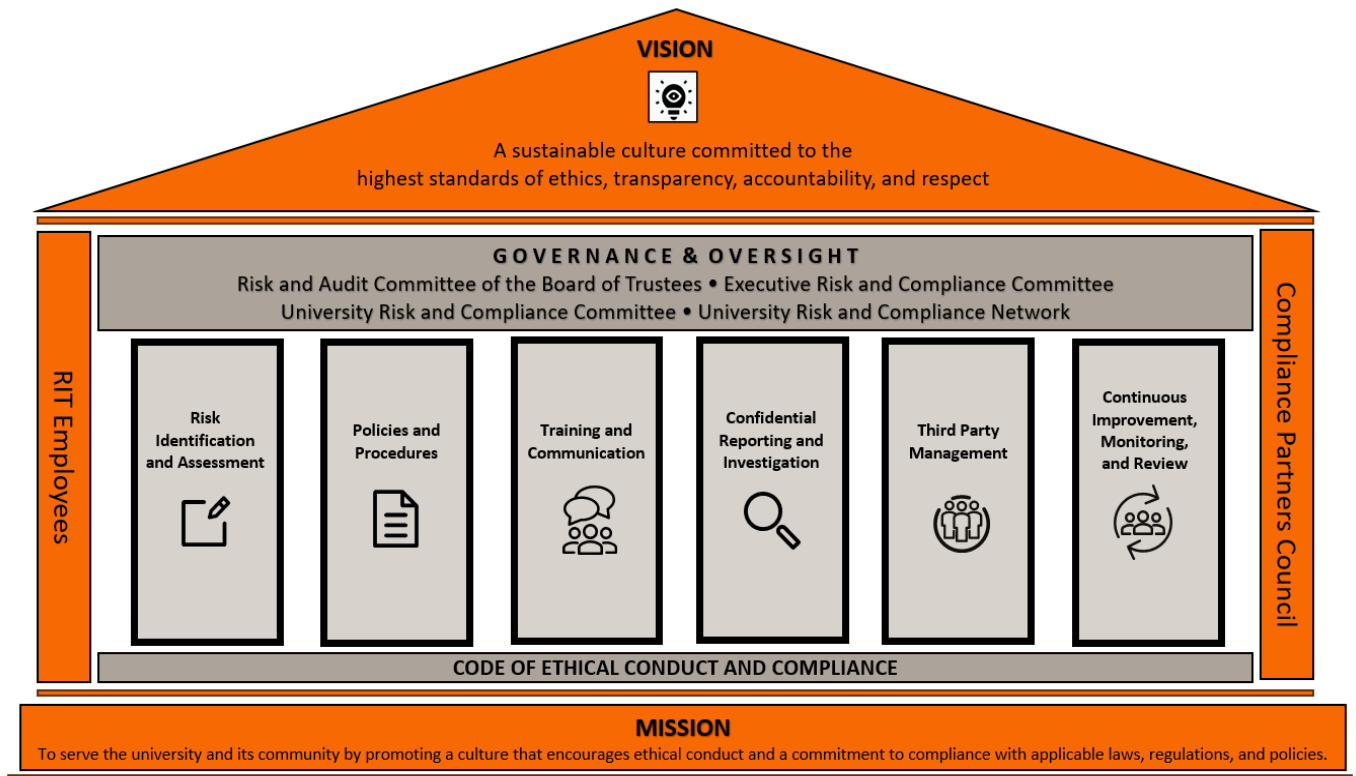 VISION
A sustainable culture committed to the
highest standards of ethics, transparency, accountability, and respect
GOVERNANCE & OVERSIGHT
Risk and Audit Committee of the Board of Trustees • Executive Risk and Compliance Committee
University Risk and Compliance Committee • University Risk and Compliance Network
RIT Employees
Risk
Identification
and Assessment
Policies and
Procedures
Training and
Communication
Confidential
Reporting and
Investigation
Third Party
Management
Continuous
Improvement,
Monitoring,
and Review
Compliance Partners Council
CODE OF ETHICAL CONDUCT AND COMPLIANCE
MISSION
To serve the university and its community by promoting a culture that encourages ethical conduct and a commitment to compliance with applicable laws, regulations, and policies.